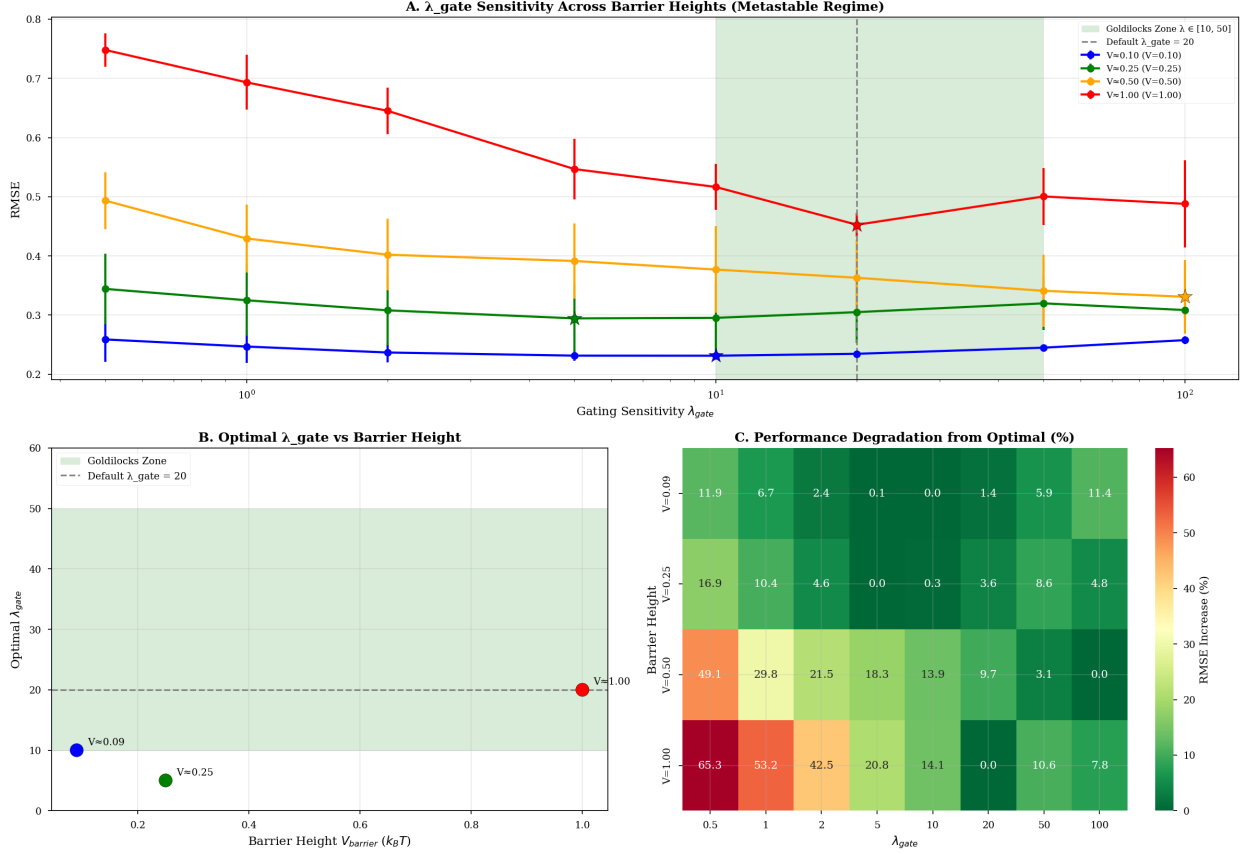 A. λ_gate Sensitivity Across Barrier Heights (Metastable Regime)
0.8
0.7
0.6
0.5
0.4
0.3
0.2
RMSE
Goldilocks Zone λ ∈ [10, 50]
Default λ_gate = 20
V≈0.10 (V=0.10)
V≈0.25 (V=0.25)
V≈0.50 (V=0.50)
V≈1.00 (V=1.00)
10⁰
10¹
10²
Gating Sensitivity λ_gate
B. Optimal λ_gate vs Barrier Height
Goldilocks Zone
Default λ_gate = 20
60
50
40
30
20
10
0
Optimal λ_gate
V≈0.09
V≈0.25
V≈1.00
0.2
0.4
0.6
0.8
1.0
Barrier Height V_barrier (k_BT)
C. Performance Degradation from Optimal (%)
Barrier Height
V=0.09
11.9 6.7 2.4 0.1 0.0 1.4 5.9 11.4
V=0.25
16.9 10.4 4.6 0.0 0.3 3.6 8.6 4.8
V=0.50
49.1 29.8 21.5 18.3 13.9 9.7 3.1 0.0
V=1.00
65.3 53.2 42.5 20.8 14.1 0.0 10.6 7.8
0.5 1 2 5 10 20 50 100
λ_gate
60
50
40
30
20
10
0
RMSE Increase (%)